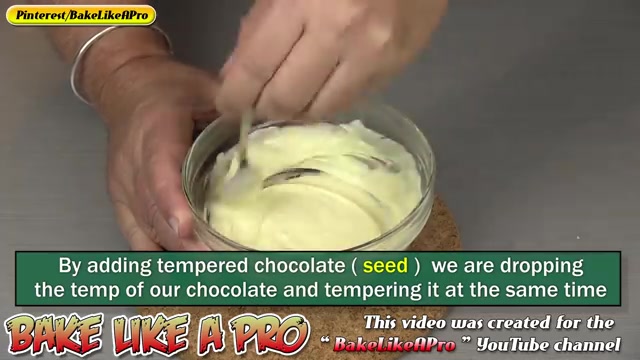 Pinterest/BakeLikeAPro
By adding tempered chocolate ( seed ) we are dropping
the temp of our chocolate and tempering it at the same time
BAKE LIKE A PRO
This video was created for the
“ BakeLikeAPro ” YouTube channel